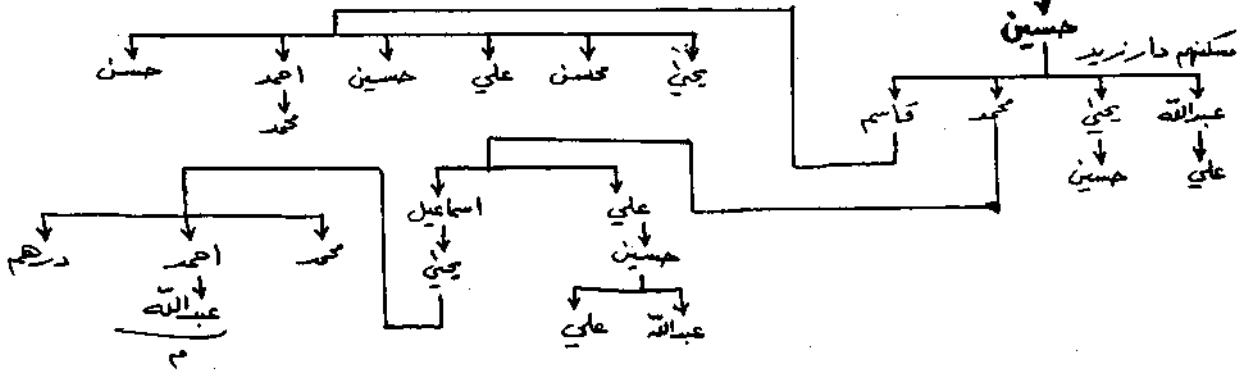 حسين
مسكنهم دار زيد
يحيى محسن علي حسين احمد حسن
عبدالله يحيى محمد قاسم
محمد
علي حسين
علي اسماعيل
محمد احمد درهم
حسين يحيى
عبدالله
عبدالله علي
م